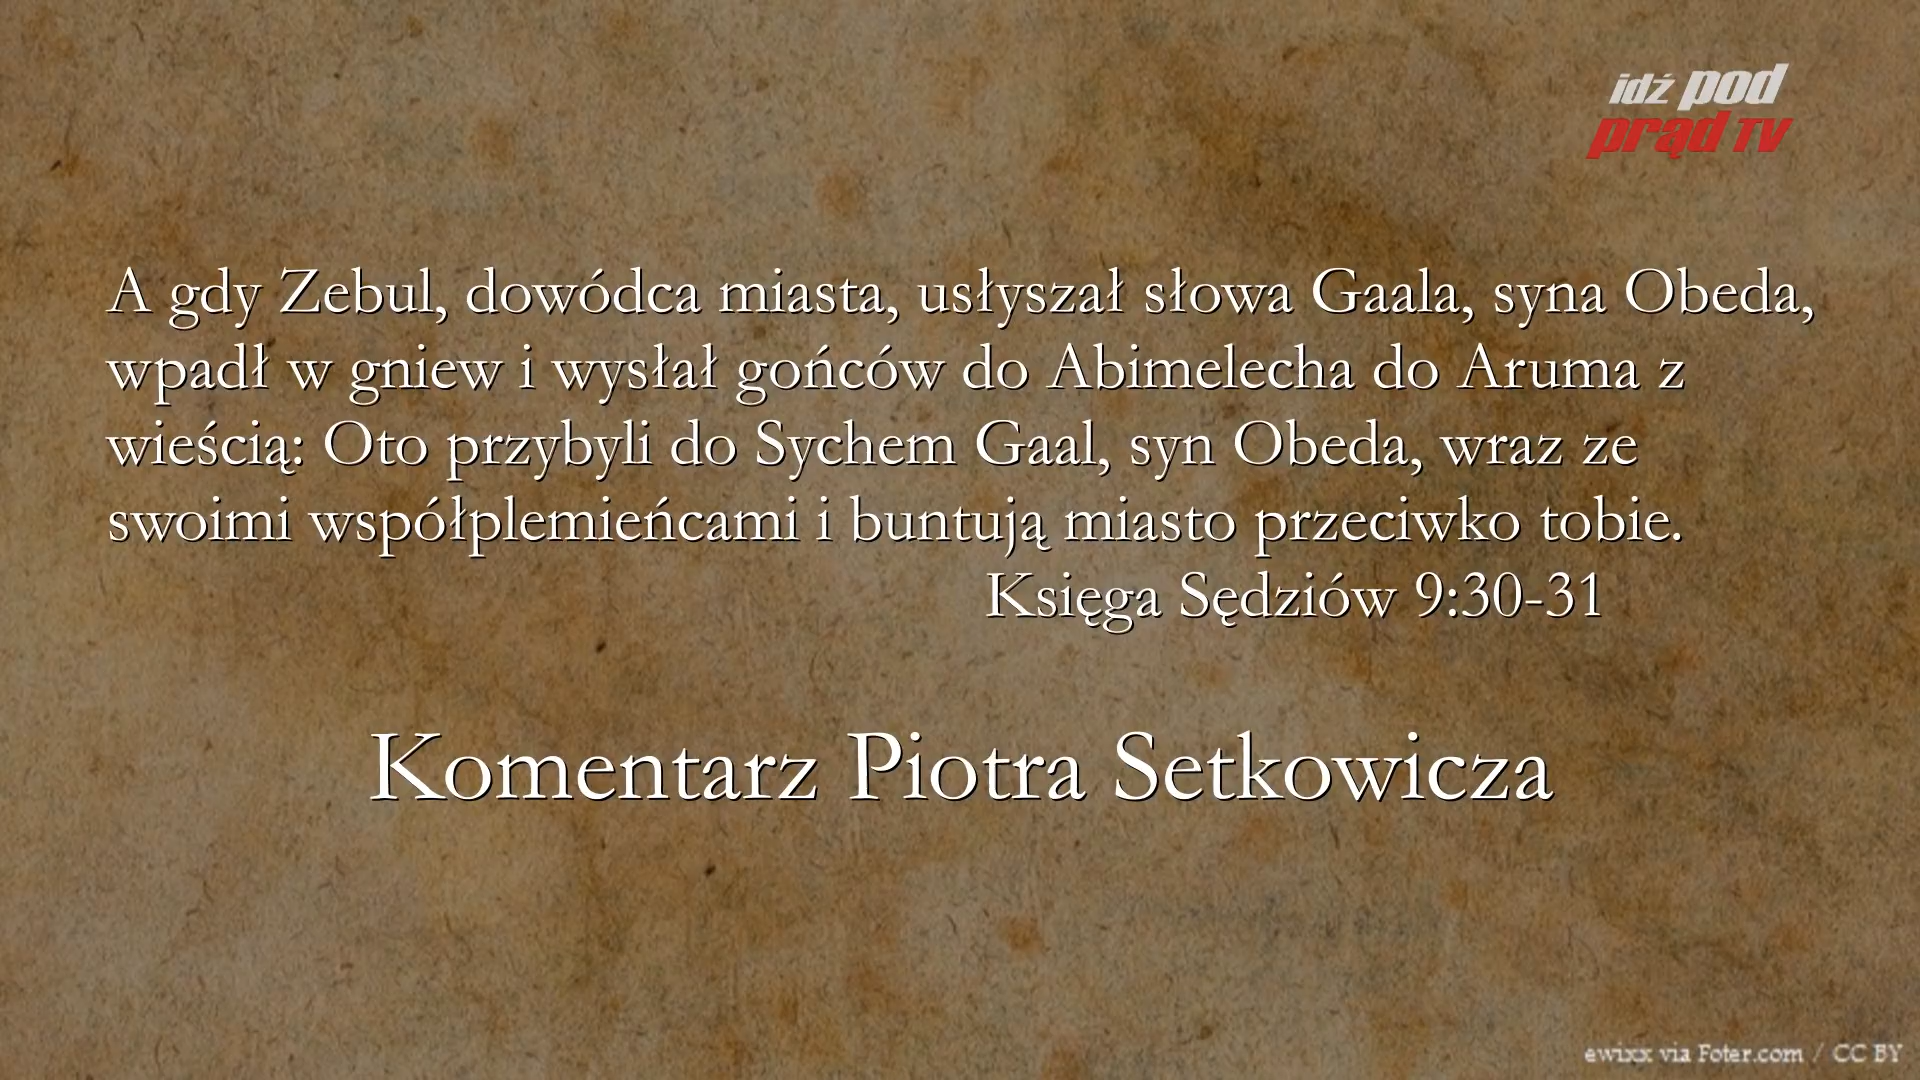 idź pod
prąd TV
A gdy Zebul, dowódca miasta, usłyszał słowa Gaala, syna Obeda,
wpadł w gniew i wysłał gońców do Abimelecha do Aruma z
wieścią: Oto przybyli do Sychem Gaal, syn Obeda, wraz ze
swoimi współplemieńcami i buntują miasto przeciwko tobie.
Księga Sędziów 9:30-31
Komentarz Piotra Setkowicza
ewixx via Foter.com / CC BY